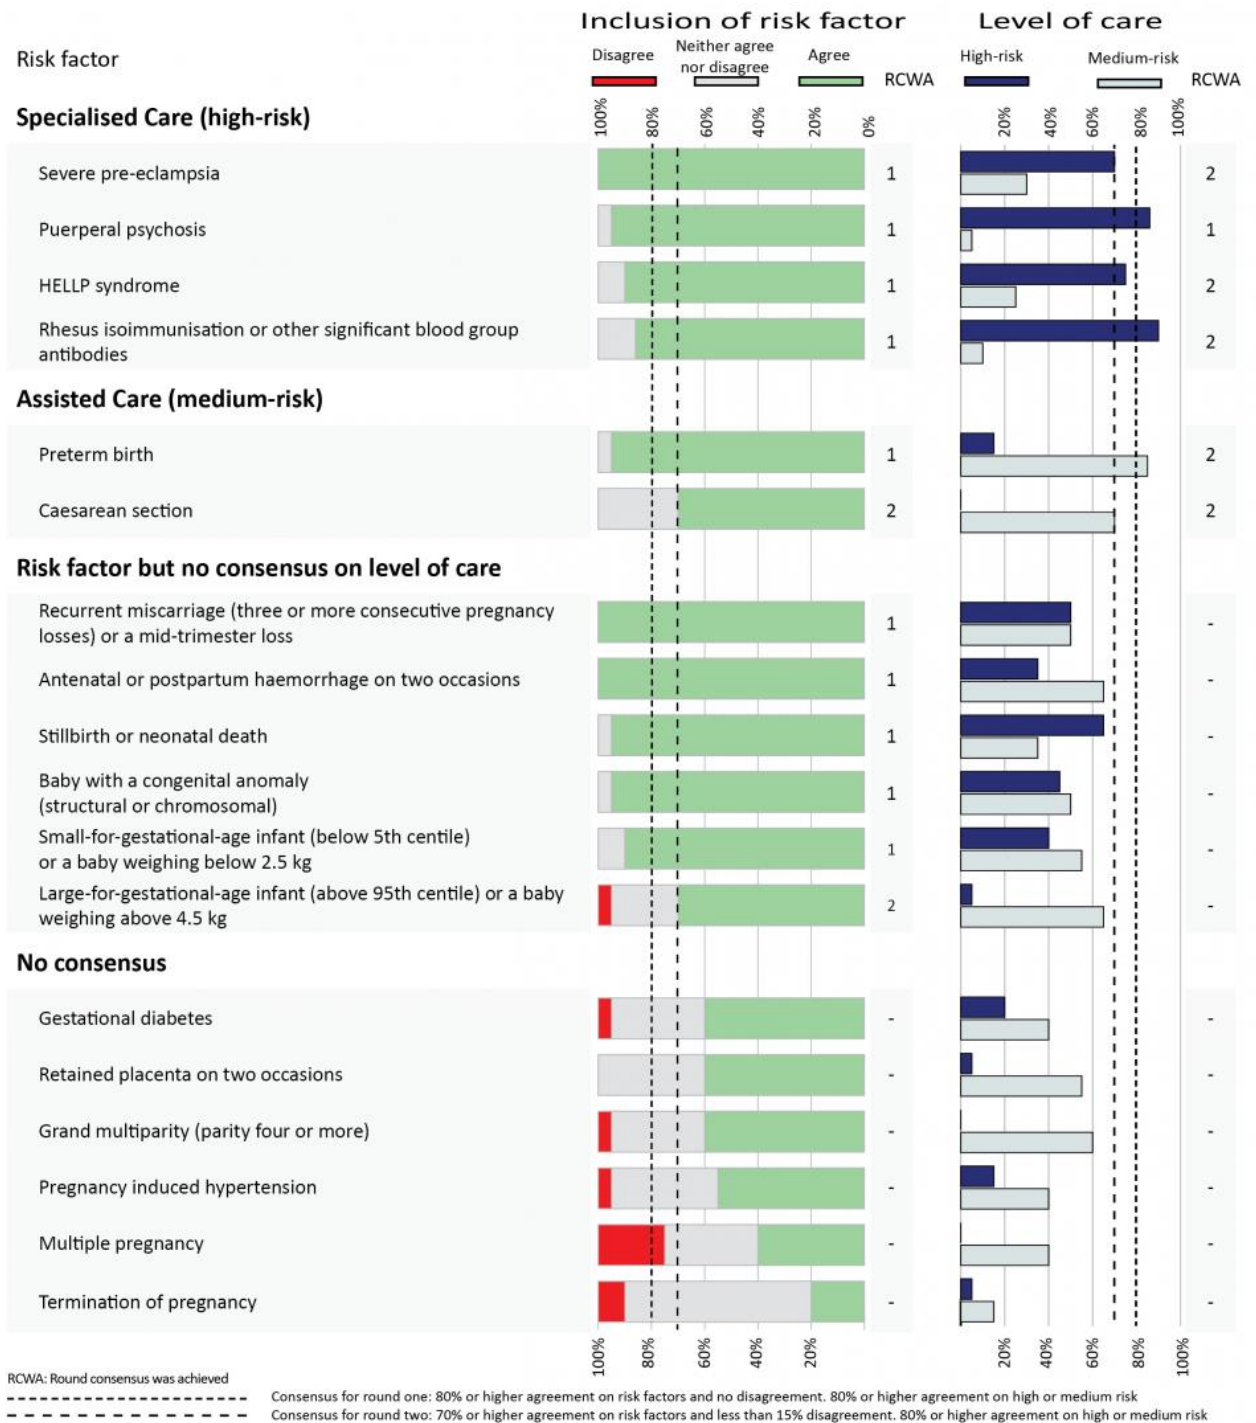 Inclusion of risk factor
Level of care
Risk factor
Disagree
Neither agree
nor disagree
Agree
RCWA
High-risk
Medium-risk
RCWA
100%
80%
60%
40%
20%
0%
20%
40%
60%
80%
100%
Specialised Care (high-risk)
Severe pre-eclampsia
1
2
Puerperal psychosis
1
1
HELLP syndrome
1
2
Rhesus isoimmunisation or other significant blood group
antibodies
1
2
Assisted Care (medium-risk)
Preterm birth
1
2
Caesarean section
2
2
Risk factor but no consensus on level of care
Recurrent miscarriage (three or more consecutive pregnancy
losses) or a mid-trimester loss
1
-
Antenatal or postpartum haemorrhage on two occasions
1
-
Stillbirth or neonatal death
1
-
Baby with a congenital anomaly
(structural or chromosomal)
1
-
Small-for-gestational-age infant (below 5th centile)
or a baby weighing below 2.5 kg
1
-
Large-for-gestational-age infant (above 95th centile) or a baby
weighing above 4.5 kg
2
-
No consensus
Gestational diabetes
-
-
Retained placenta on two occasions
-
-
Grand multiparity (parity four or more)
-
-
Pregnancy induced hypertension
-
-
Multiple pregnancy
-
-
Termination of pregnancy
-
-
100%
80%
60%
40%
20%
20%
40%
60%
80%
100%
RCWA: Round consensus was achieved
Consensus for round one: 80% or higher agreement on risk factors and no disagreement. 80% or higher agreement on high or medium risk
Consensus for round two: 70% or higher agreement on risk factors and less than 15% disagreement. 80% or higher agreement on high or medium risk